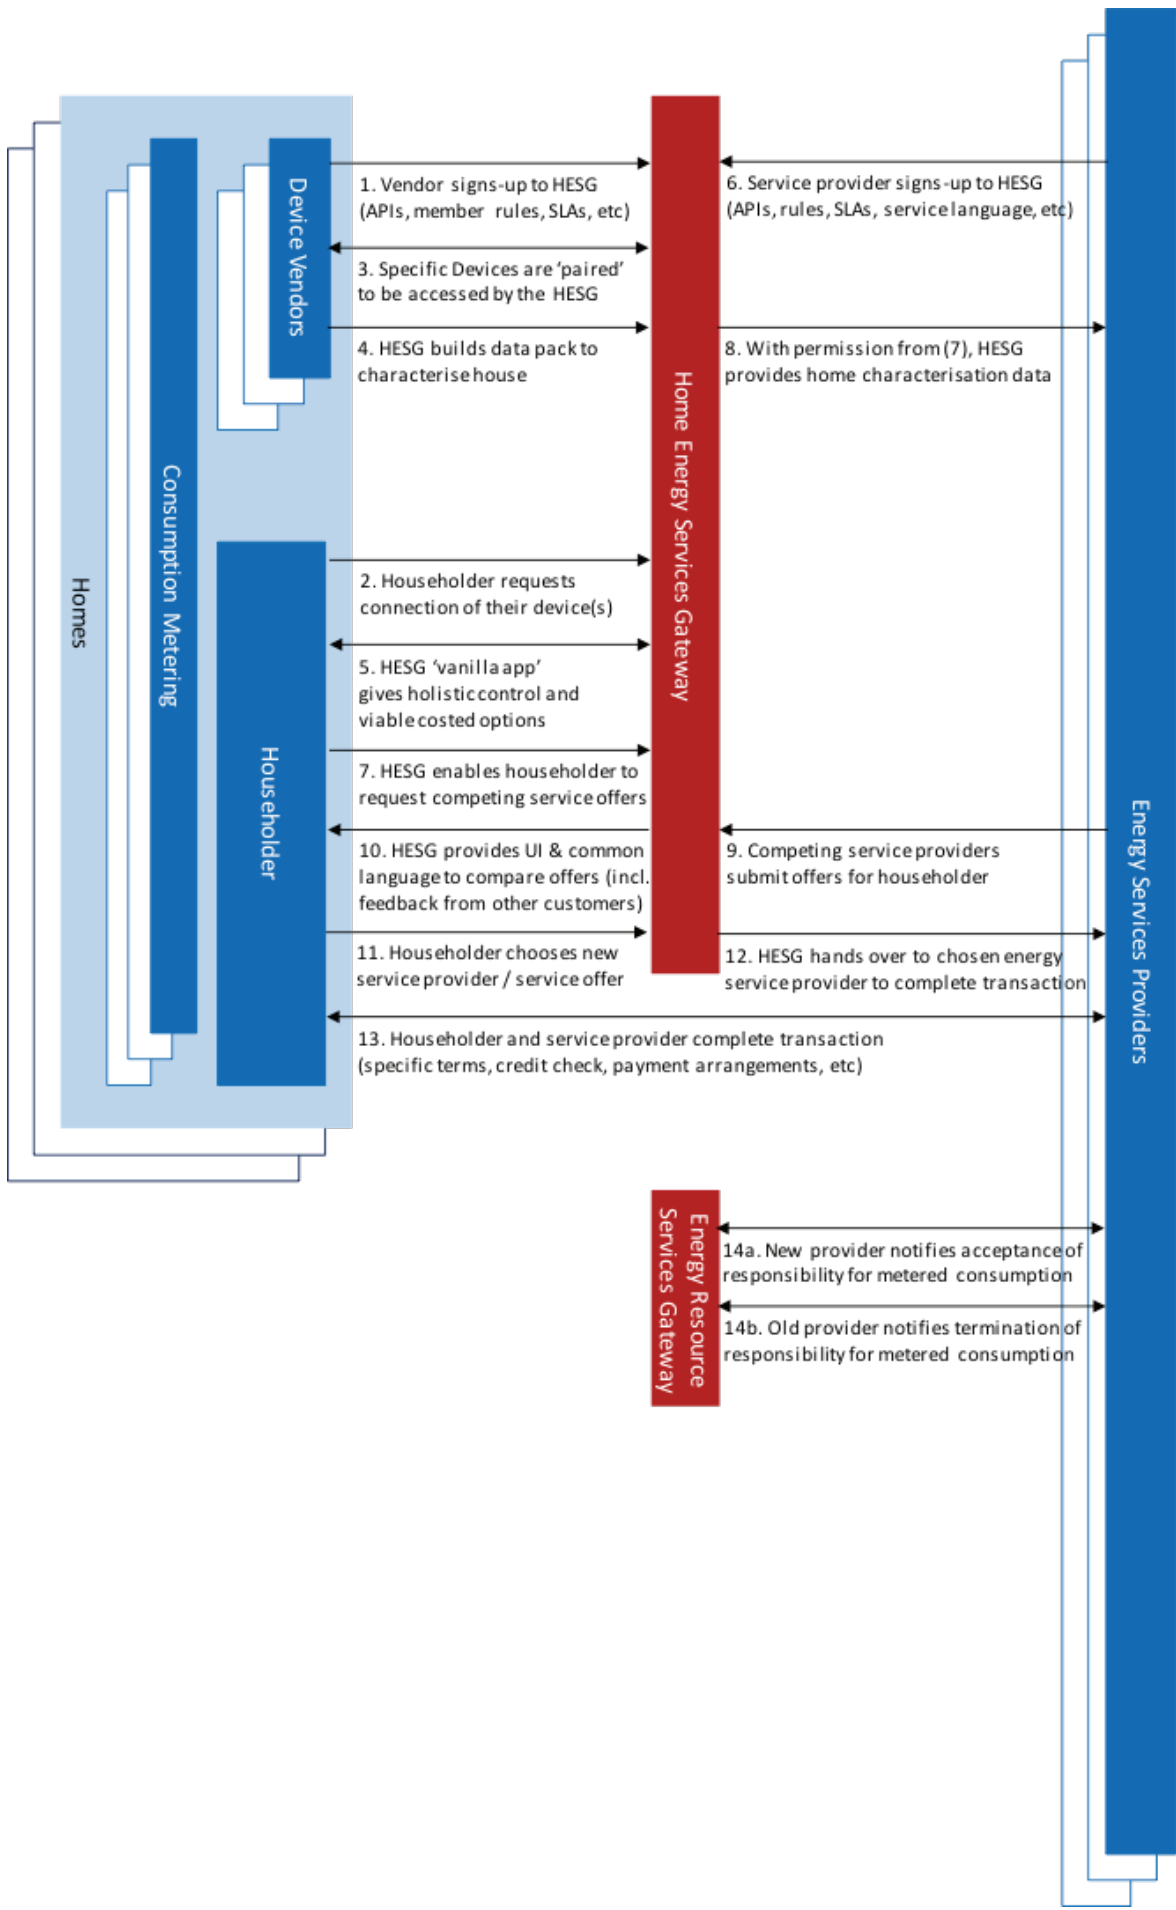 Homes
Consumption Metering
Device Vendors
Householder
Home Energy Services Gateway
Energy Services Providers
1. Vendor signs-up to HESG
(APIs, member rules, SLAs, etc)
3. Specific Devices are ‘paired’
to be accessed by the HESG
4. HESG builds data pack to
characterise house
6. Service provider signs-up to HESG
(APIs, rules, SLAs, service language, etc)
8. With permission from (7), HESG
provides home characterisation data
2. Householder requests
connection of their device(s)
5. HESG ‘vanilla app’
gives holistic control and
viable costed options
7. HESG enables householder to
request competing service offers
10. HESG provides UI & common
language to compare offers (incl.
feedback from other customers)
9. Competing service providers
submit offers for householder
11. Householder chooses new
service provider / service offer
12. HESG hands over to chosen energy
service provider to complete transaction
13. Householder and service provider complete transaction
(specific terms, credit check, payment arrangements, etc)
Energy Resource
Services Gateway
14a. New provider notifies acceptance of
responsibility for metered consumption
14b. Old provider notifies termination of
responsibility for metered consumption